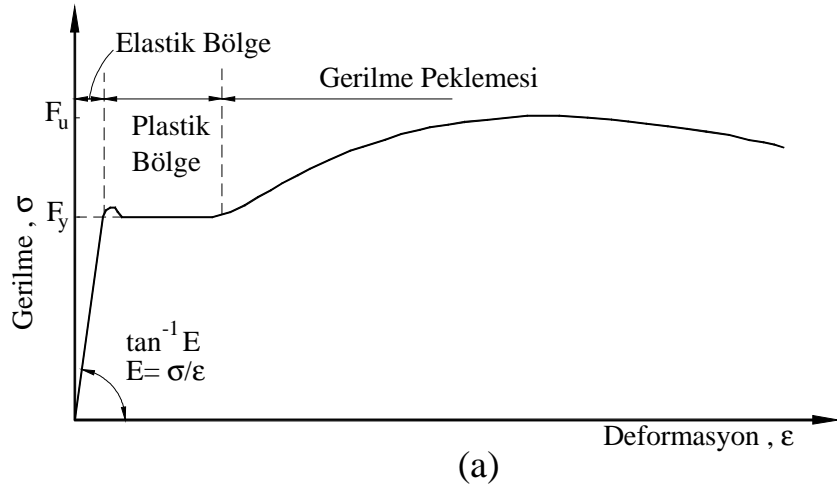 Elastik Bölge
Gerilme Peklemesi
F_u
Plastik
Bölge
F_y
Gerilme , σ
tan⁻¹ E
E= σ/ε
Deformasyon , ε
(a)